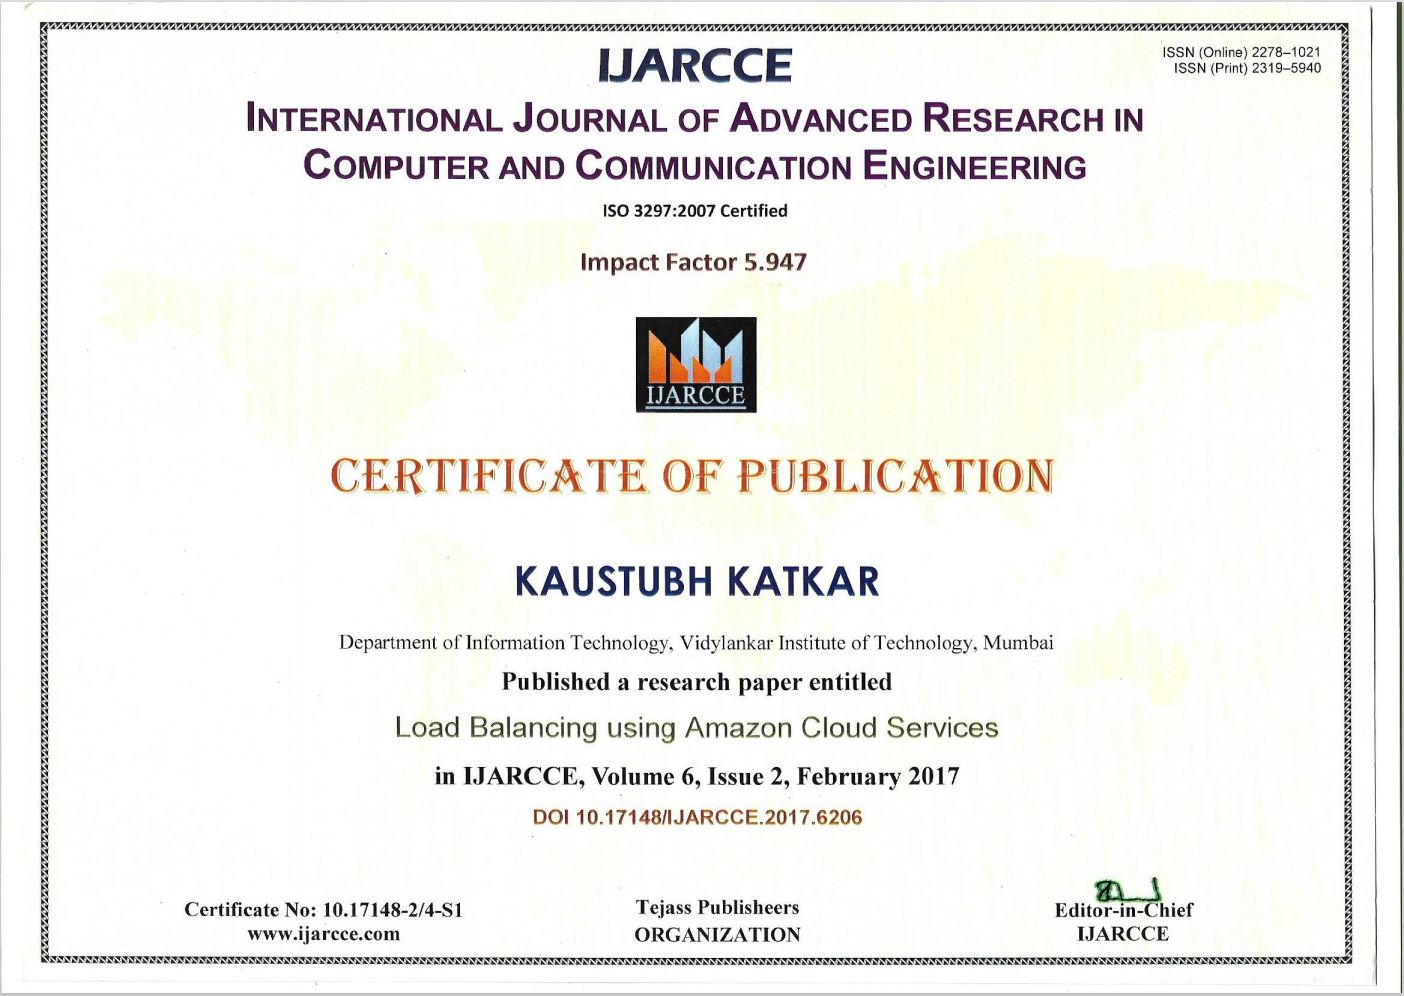 IJARCCE
ISSN (Online) 2278–1021
ISSN (Print) 2319–5940
INTERNATIONAL JOURNAL OF ADVANCED RESEARCH IN
COMPUTER AND COMMUNICATION ENGINEERING
ISO 3297:2007 Certified
Impact Factor 5.947
IJARCCE
CERTIFICATE OF PUBLICATION
KAUSTUBH KATKAR
Department of Information Technology, Vidylankar Institute of Technology, Mumbai
Published a research paper entitled
Load Balancing using Amazon Cloud Services
in IJARCCE, Volume 6, Issue 2, February 2017
DOI 10.17148/IJARCCE.2017.6206
Certificate No: 10.17148-2/4-S1
www.ijarcce.com
Tejass Publisheers
ORGANIZATION
Editor-in-Chief
IJARCCE